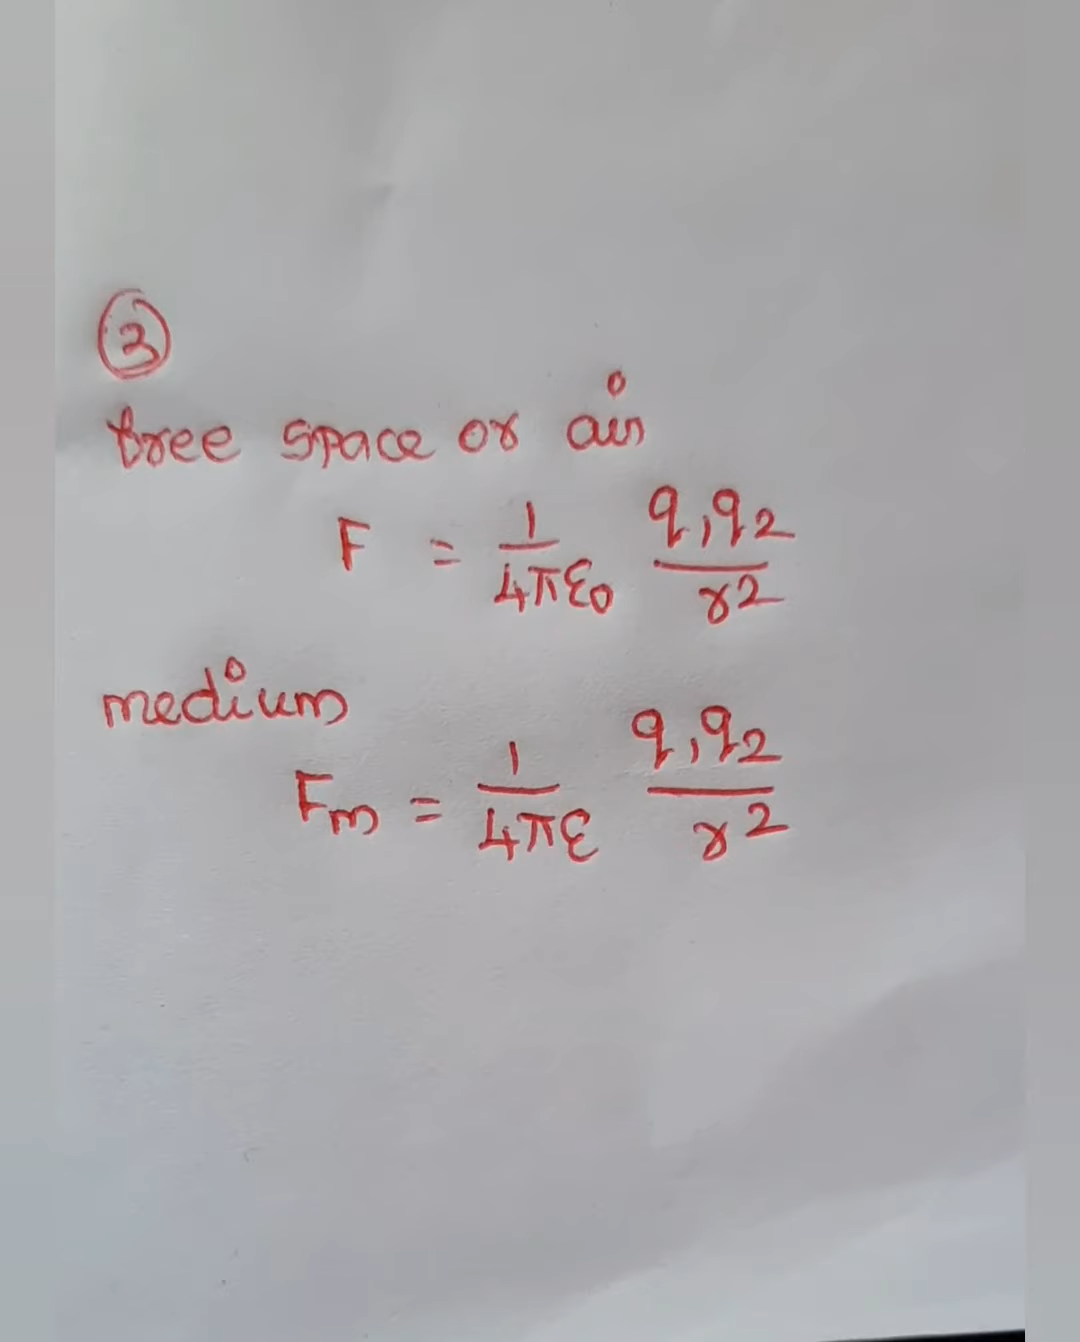 ③
free space or air
F = 1/4πε₀ q₁q₂/r²
medium
Fₘ = 1/4πε q₁q₂/r²